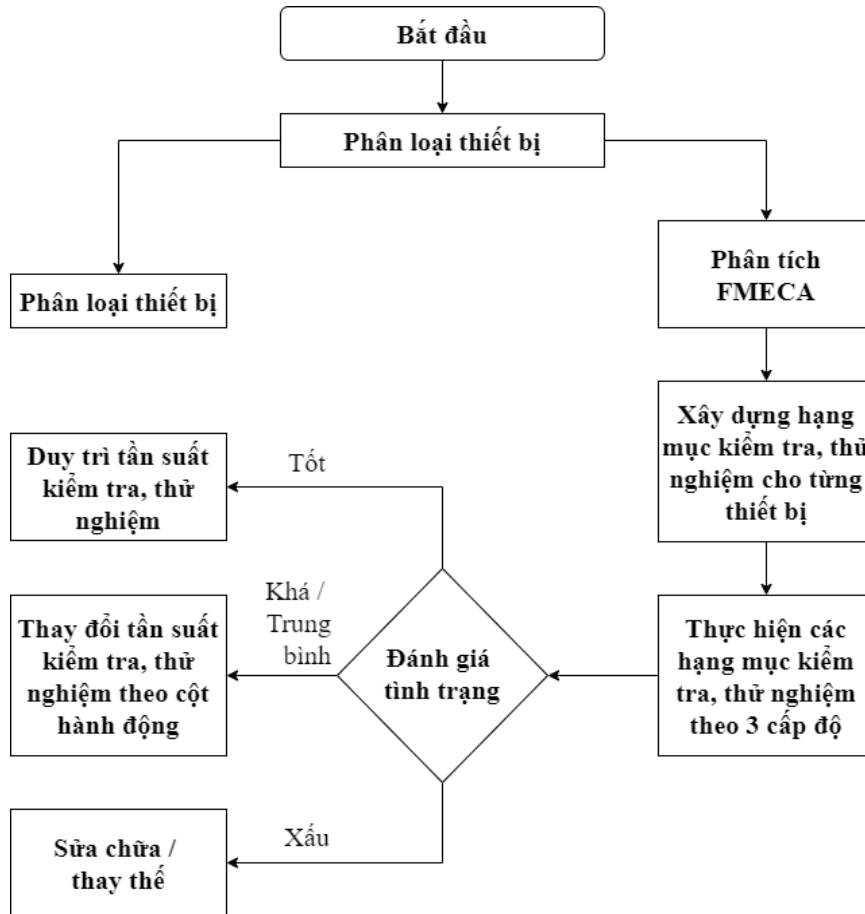 Bắt đầu
Phân loại thiết bị
Phân loại thiết bị
Phân tích
FMECA
Xây dựng hạng
mục kiểm tra, thử
nghiệm cho từng
thiết bị
Thực hiện các
hạng mục kiểm
tra, thử nghiệm
theo 3 cấp độ
Đánh giá
tình trạng
Tốt
Duy trì tần suất
kiểm tra, thử
nghiệm
Khá /
Trung
bình
Thay đổi tần suất
kiểm tra, thử
nghiệm theo cột
hành động
Xấu
Sửa chữa /
thay thế